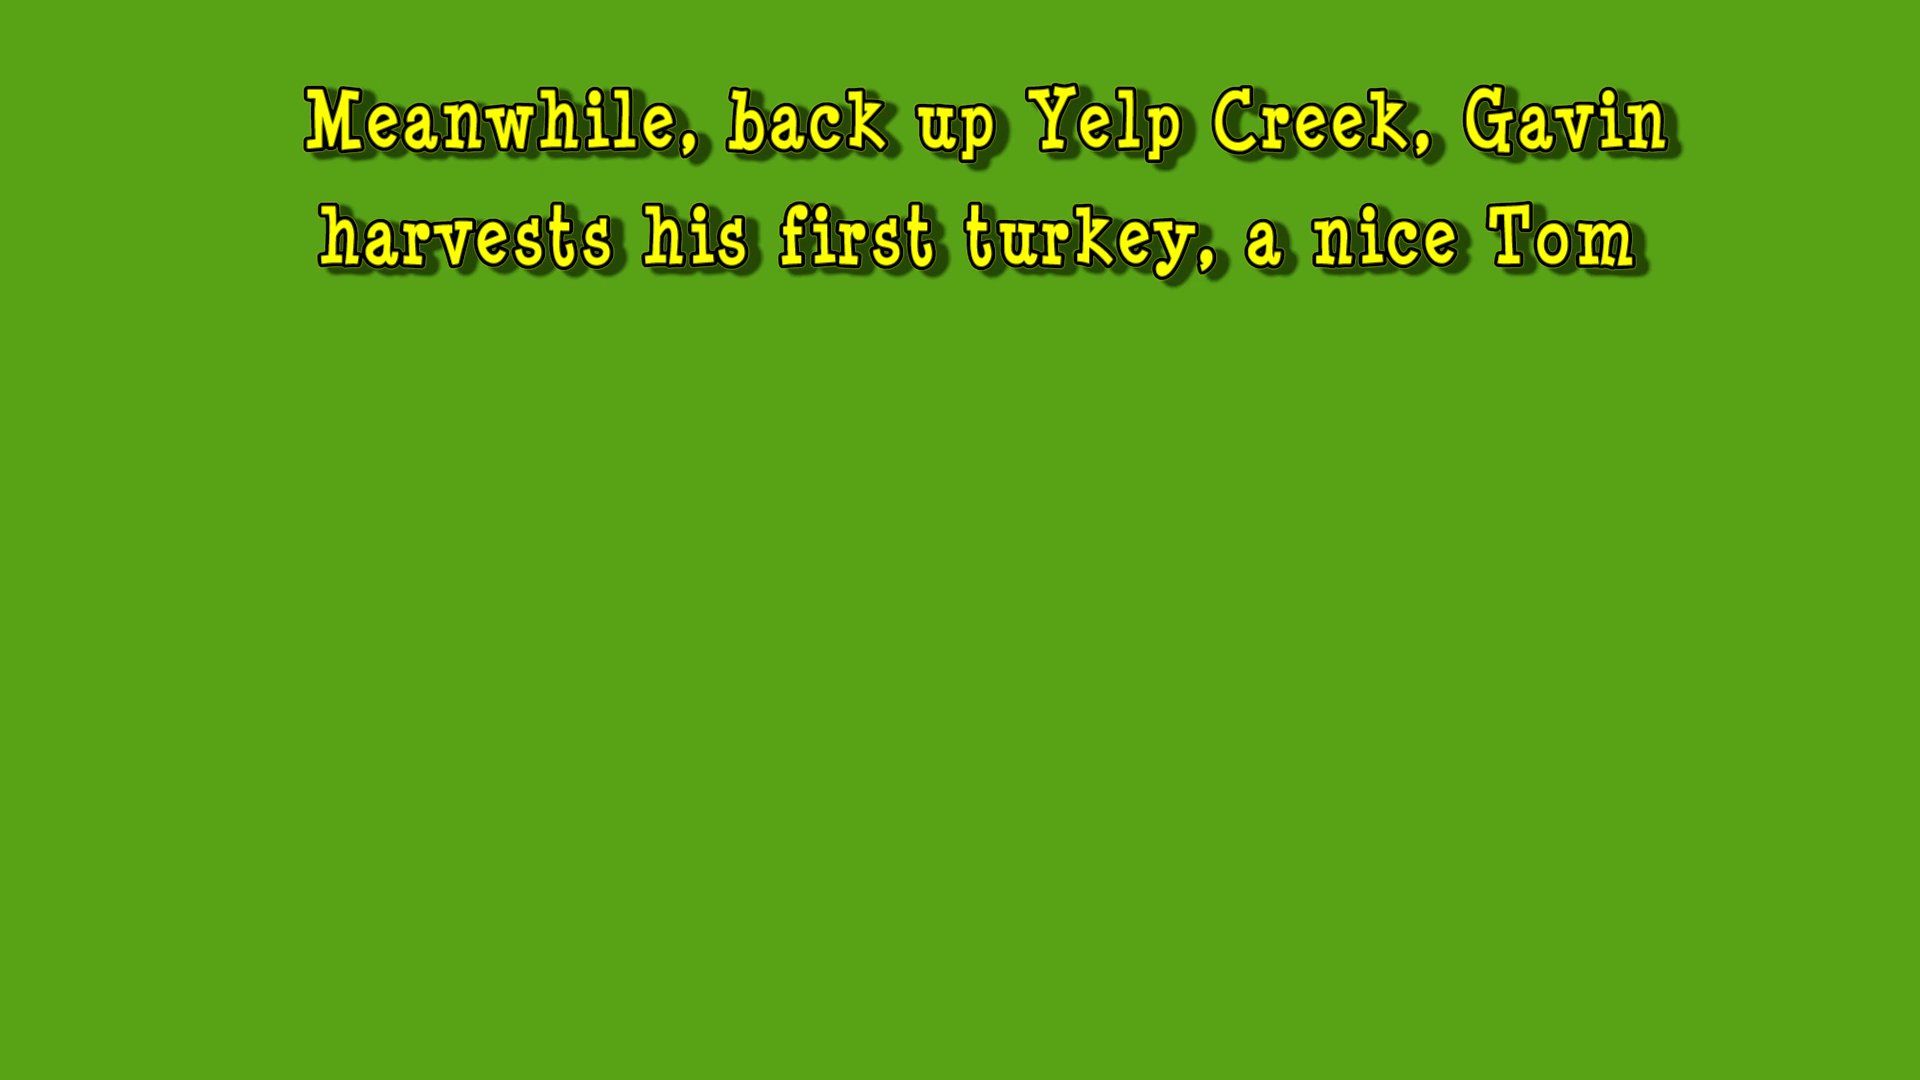 Meanwhile, back up Yelp Creek, Gavin
harvests his first turkey, a nice Tom